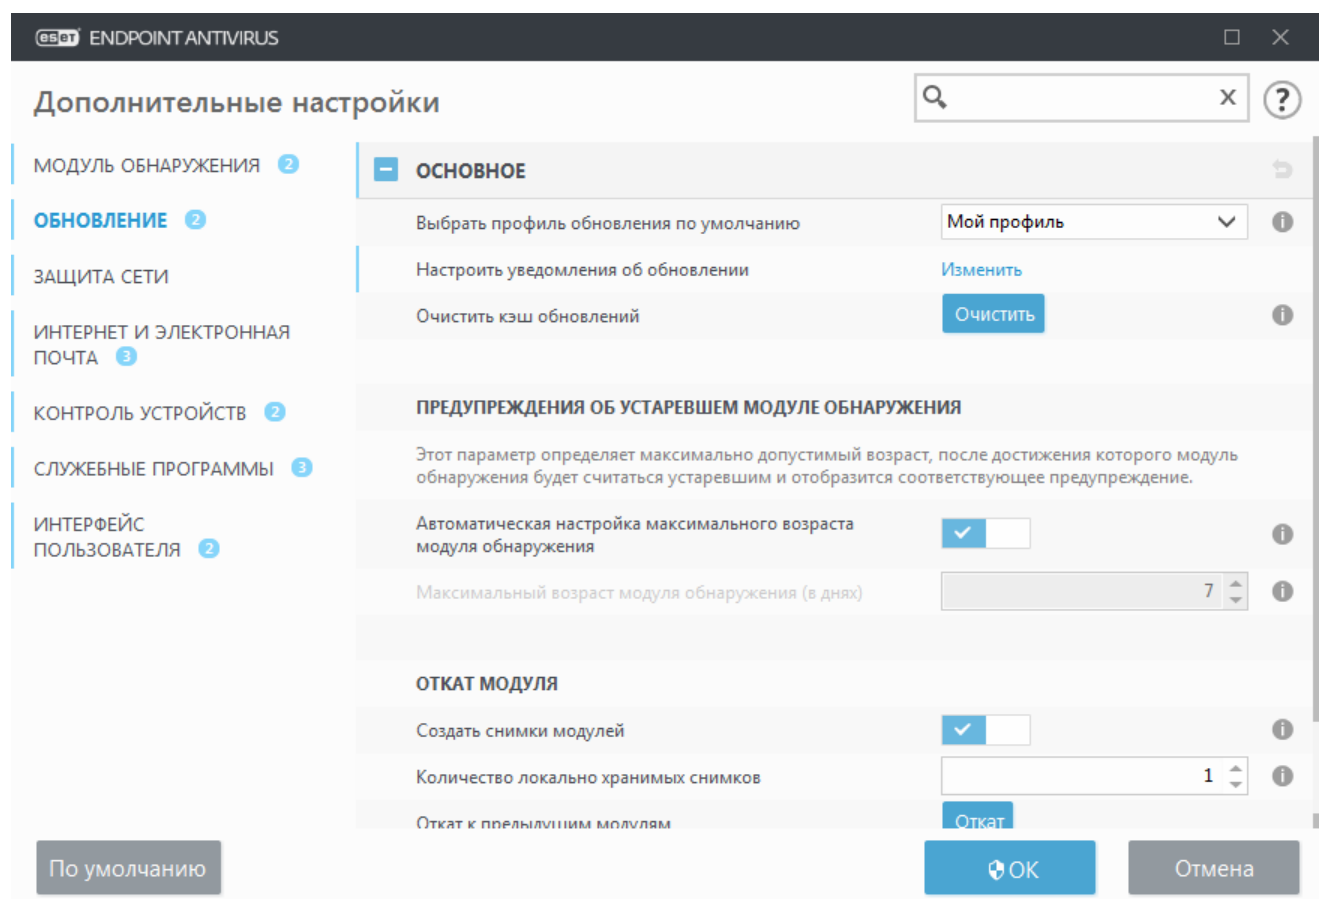 eset ENDPOINT ANTIVIRUS
Дополнительные настройки
X
?
МОДУЛЬ ОБНАРУЖЕНИЯ 2
ОБНОВЛЕНИЕ 2
ЗАЩИТА СЕТИ
ИНТЕРНЕТ И ЭЛЕКТРОННАЯ
ПОЧТА 3
КОНТРОЛЬ УСТРОЙСТВ 2
СЛУЖЕБНЫЕ ПРОГРАММЫ 3
ИНТЕРФЕЙС
ПОЛЬЗОВАТЕЛЯ 2
ОСНОВНОЕ
Выбрать профиль обновления по умолчанию
Мой профиль
Настроить уведомления об обновлении
Изменить
Очистить кэш обновлений
Очистить
ПРЕДУПРЕЖДЕНИЯ ОБ УСТАРЕВШЕМ МОДУЛЕ ОБНАРУЖЕНИЯ
Этот параметр определяет максимально допустимый возраст, после достижения которого модуль
обнаружения будет считаться устаревшим и отобразится соответствующее предупреждение.
Автоматическая настройка максимального возраста
модуля обнаружения
Максимальный возраст модуля обнаружения (в днях)
7
ОТКАТ МОДУЛЯ
Создать снимки модулей
Количество локально хранимых снимков
1
Откат к предыдущим модулям
Откат
По умолчанию
OK
Отмена